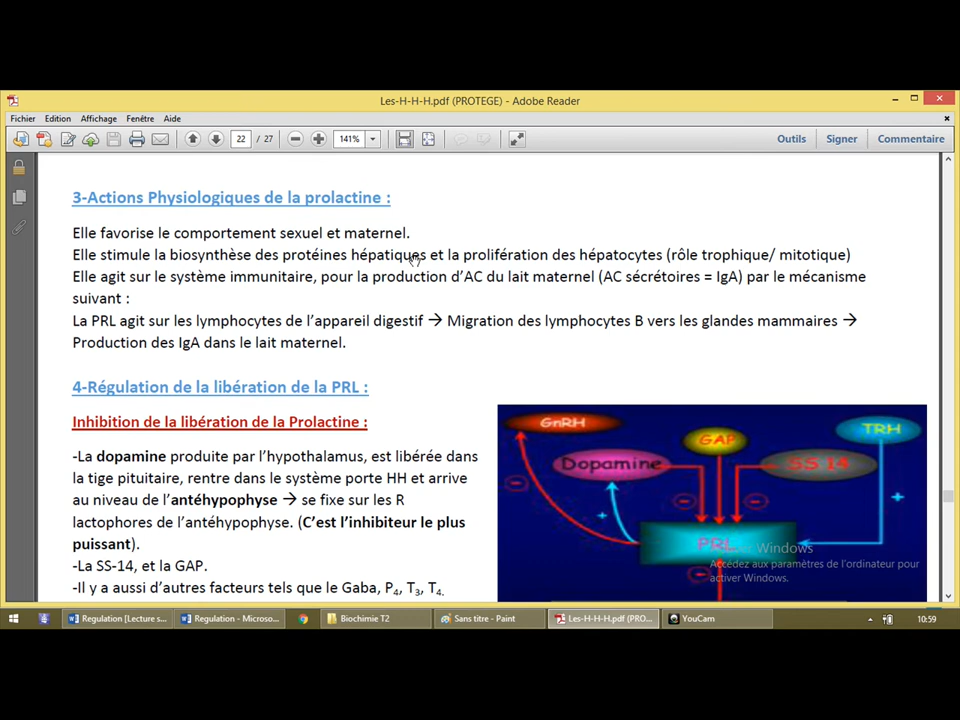 Les-H-H-H.pdf (PROTEGE) - Adobe Reader
Fichier Edition Affichage Fenêtre Aide
22 / 27 141% Outils Signer Commentaire
3-Actions Physiologiques de la prolactine :
Elle favorise le comportement sexuel et maternel.
Elle stimule la biosynthèse des protéines hépatiques et la prolifération des hépatocytes (rôle trophique/ mitotique)
Elle agit sur le système immunitaire, pour la production d’AC du lait maternel (AC sécrétoires = IgA) par le mécanisme
suivant :
La PRL agit sur les lymphocytes de l’appareil digestif → Migration des lymphocytes B vers les glandes mammaires →
Production des IgA dans le lait maternel.
4-Régulation de la libération de la PRL :
Inhibition de la libération de la Prolactine :
-La dopamine produite par l’hypothalamus, est libérée dans
la tige pituitaire, rentre dans le système porte HH et arrive
au niveau de l’antéhypophyse → se fixe sur les R
lactophores de l’antéhypophyse. (C’est l’inhibiteur le plus
puissant).
-La SS-14, et la GAP.
-Il y a aussi d’autres facteurs tels que le Gaba, P4, T3, T4.
GnRH
GAP
TRH
Dopamine
SS 14
PRL
Windows
Accédez aux paramètres de l'ordinateur pour
activer Windows.
Regulation [Lecture s... Regulation - Microso... Biochimie T2 Sans titre - Paint Les-H-H-H.pdf (PRO... YouCam 10:59